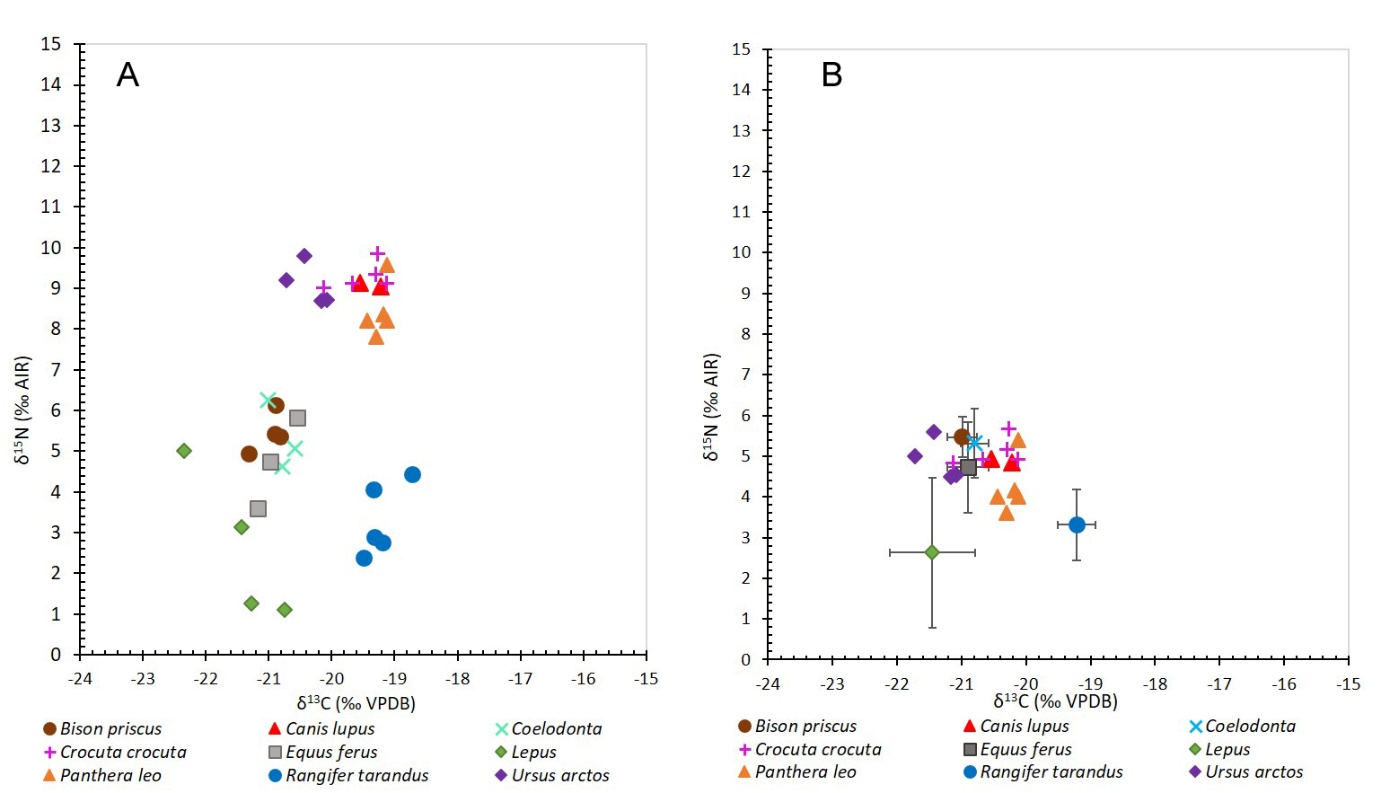 A
15
14
13
12
11
10
9
8
7
6
5
4
3
2
1
0
δ¹⁵N (‰ AIR)
-24 -23 -22 -21 -20 -19 -18 -17 -16 -15
δ¹³C (‰ VPDB)
Bison priscus Canis lupus Coelodonta
Crocuta crocuta Equus ferus Lepus
Panthera leo Rangifer tarandus Ursus arctos
B
15
14
13
12
11
10
9
8
7
6
5
4
3
2
1
0
δ¹⁵N (‰ AIR)
-24 -23 -22 -21 -20 -19 -18 -17 -16 -15
δ¹³C (‰ VPDB)
Bison priscus Canis lupus Coelodonta
Crocuta crocuta Equus ferus Lepus
Panthera leo Rangifer tarandus Ursus arctos